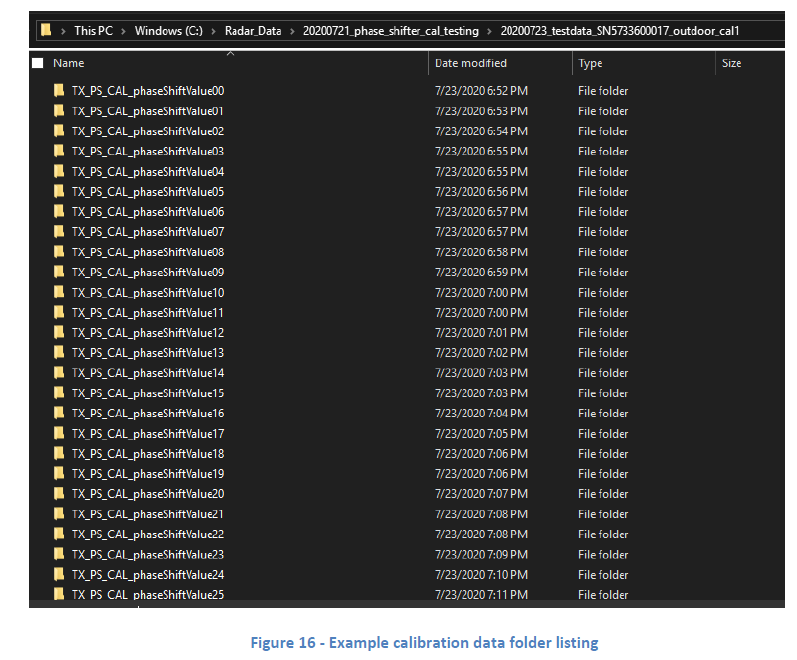 This PC > Windows (C:) > Radar_Data > 20200721_phase_shifter_cal_testing > 20200723_testdata_SN5733600017_outdoor_cal1
Name Date modified Type Size
TX_PS_CAL_phaseShiftValue00 7/23/2020 6:52 PM File folder
TX_PS_CAL_phaseShiftValue01 7/23/2020 6:53 PM File folder
TX_PS_CAL_phaseShiftValue02 7/23/2020 6:54 PM File folder
TX_PS_CAL_phaseShiftValue03 7/23/2020 6:55 PM File folder
TX_PS_CAL_phaseShiftValue04 7/23/2020 6:55 PM File folder
TX_PS_CAL_phaseShiftValue05 7/23/2020 6:56 PM File folder
TX_PS_CAL_phaseShiftValue06 7/23/2020 6:57 PM File folder
TX_PS_CAL_phaseShiftValue07 7/23/2020 6:57 PM File folder
TX_PS_CAL_phaseShiftValue08 7/23/2020 6:58 PM File folder
TX_PS_CAL_phaseShiftValue09 7/23/2020 6:59 PM File folder
TX_PS_CAL_phaseShiftValue10 7/23/2020 7:00 PM File folder
TX_PS_CAL_phaseShiftValue11 7/23/2020 7:00 PM File folder
TX_PS_CAL_phaseShiftValue12 7/23/2020 7:01 PM File folder
TX_PS_CAL_phaseShiftValue13 7/23/2020 7:02 PM File folder
TX_PS_CAL_phaseShiftValue14 7/23/2020 7:03 PM File folder
TX_PS_CAL_phaseShiftValue15 7/23/2020 7:03 PM File folder
TX_PS_CAL_phaseShiftValue16 7/23/2020 7:04 PM File folder
TX_PS_CAL_phaseShiftValue17 7/23/2020 7:05 PM File folder
TX_PS_CAL_phaseShiftValue18 7/23/2020 7:06 PM File folder
TX_PS_CAL_phaseShiftValue19 7/23/2020 7:06 PM File folder
TX_PS_CAL_phaseShiftValue20 7/23/2020 7:07 PM File folder
TX_PS_CAL_phaseShiftValue21 7/23/2020 7:08 PM File folder
TX_PS_CAL_phaseShiftValue22 7/23/2020 7:08 PM File folder
TX_PS_CAL_phaseShiftValue23 7/23/2020 7:09 PM File folder
TX_PS_CAL_phaseShiftValue24 7/23/2020 7:10 PM File folder
TX_PS_CAL_phaseShiftValue25 7/23/2020 7:11 PM File folder
Figure 16 - Example calibration data folder listing